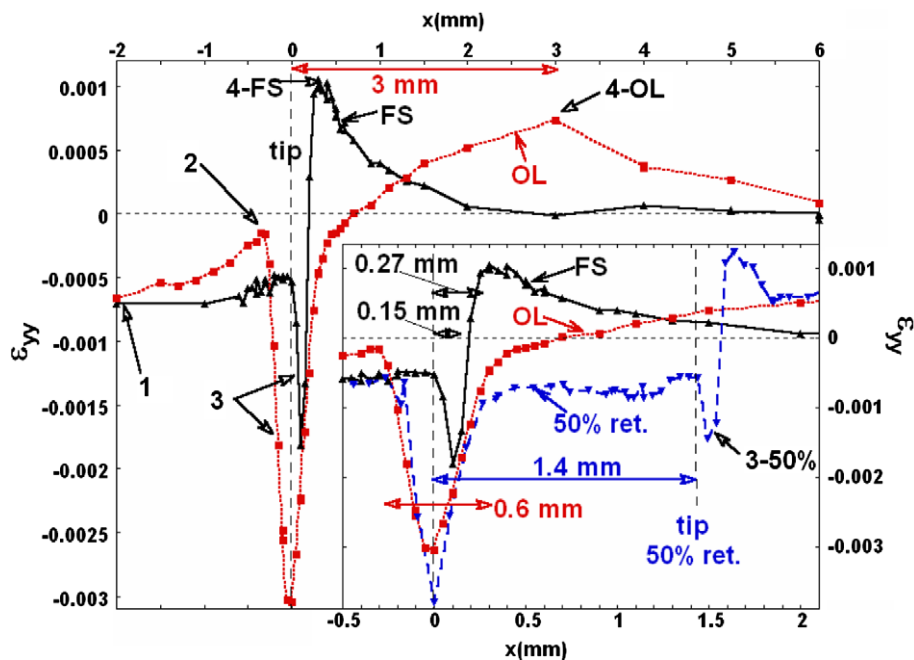 x(mm)
-2 -1 0 1 2 3 4 5 6
0.001
0.0005
0
-0.0005
-0.001
-0.0015
-0.002
-0.0025
-0.003
εyy
4-FS
3 mm
4-OL
FS
tip
2
OL
1
3
0.27 mm
0.15 mm
FS
OL
50% ret.
3-50%
1.4 mm
0.6 mm
tip
50% ret.
0.001
0
-0.001
-0.002
-0.003
εyy
-0.5 0 0.5 1 1.5 2
x(mm)